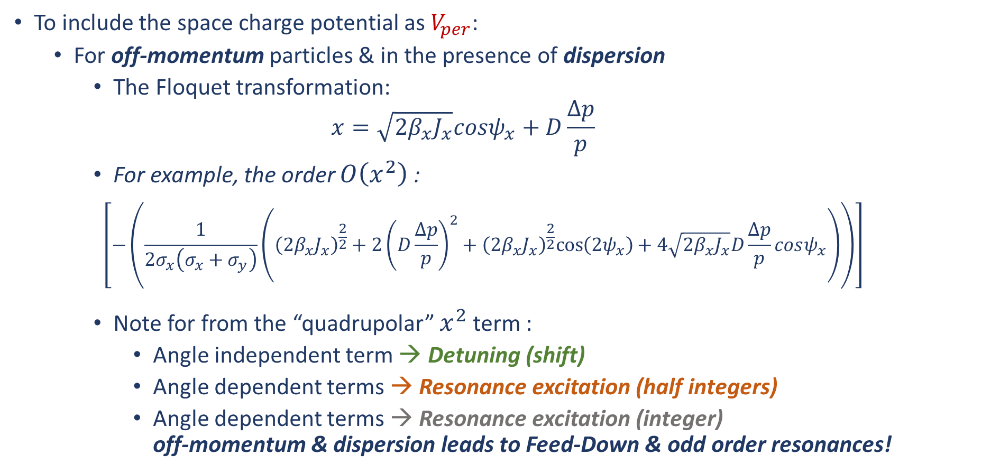 • To include the space charge potential as $V_{per}$:
• For off-momentum particles & in the presence of dispersion
• The Floquet transformation:
$x = \sqrt{2\beta_x J_x} cos\psi_x + D \frac{\Delta p}{p}$
• For example, the order $O(x^2)$ :
$\left[ -\left( \frac{1}{2\sigma_x(\sigma_x + \sigma_y)} \left( (2\beta_x J_x)^{\frac{2}{2}} + 2\left( D \frac{\Delta p}{p} \right)^2 + (2\beta_x J_x)^{\frac{2}{2}} \cos(2\psi_x) + 4\sqrt{2\beta_x J_x} D \frac{\Delta p}{p} cos\psi_x \right) \right) \right]$
• Note for from the “quadrupolar” $x^2$ term :
• Angle independent term → Detuning (shift)
• Angle dependent terms → Resonance excitation (half integers)
• Angle dependent terms → Resonance excitation (integer)
off-momentum & dispersion leads to Feed-Down & odd order resonances!